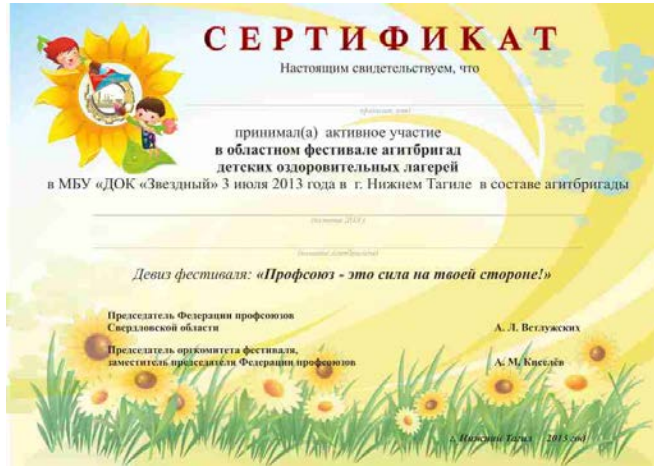 СЕРТИФИКАТ
Настоящим свидетельствуем, что
принимал(а) активное участие
в областном фестивале агитбригад
детских оздоровительных лагерей
в МБУ «ДОК «Звездный» 3 июля 2013 года в г. Нижнем Тагиле в составе агитбригады
Девиз фестиваля: «Профсоюз - это сила на твоей стороне!»
Председатель Федерации профсоюзов
Свердловской области А. Л. Ветлужских
Председатель оргкомитета фестиваля,
заместитель председателя Федерации профсоюзов А. М. Киселёв
г. Нижний Тагил 2013 год